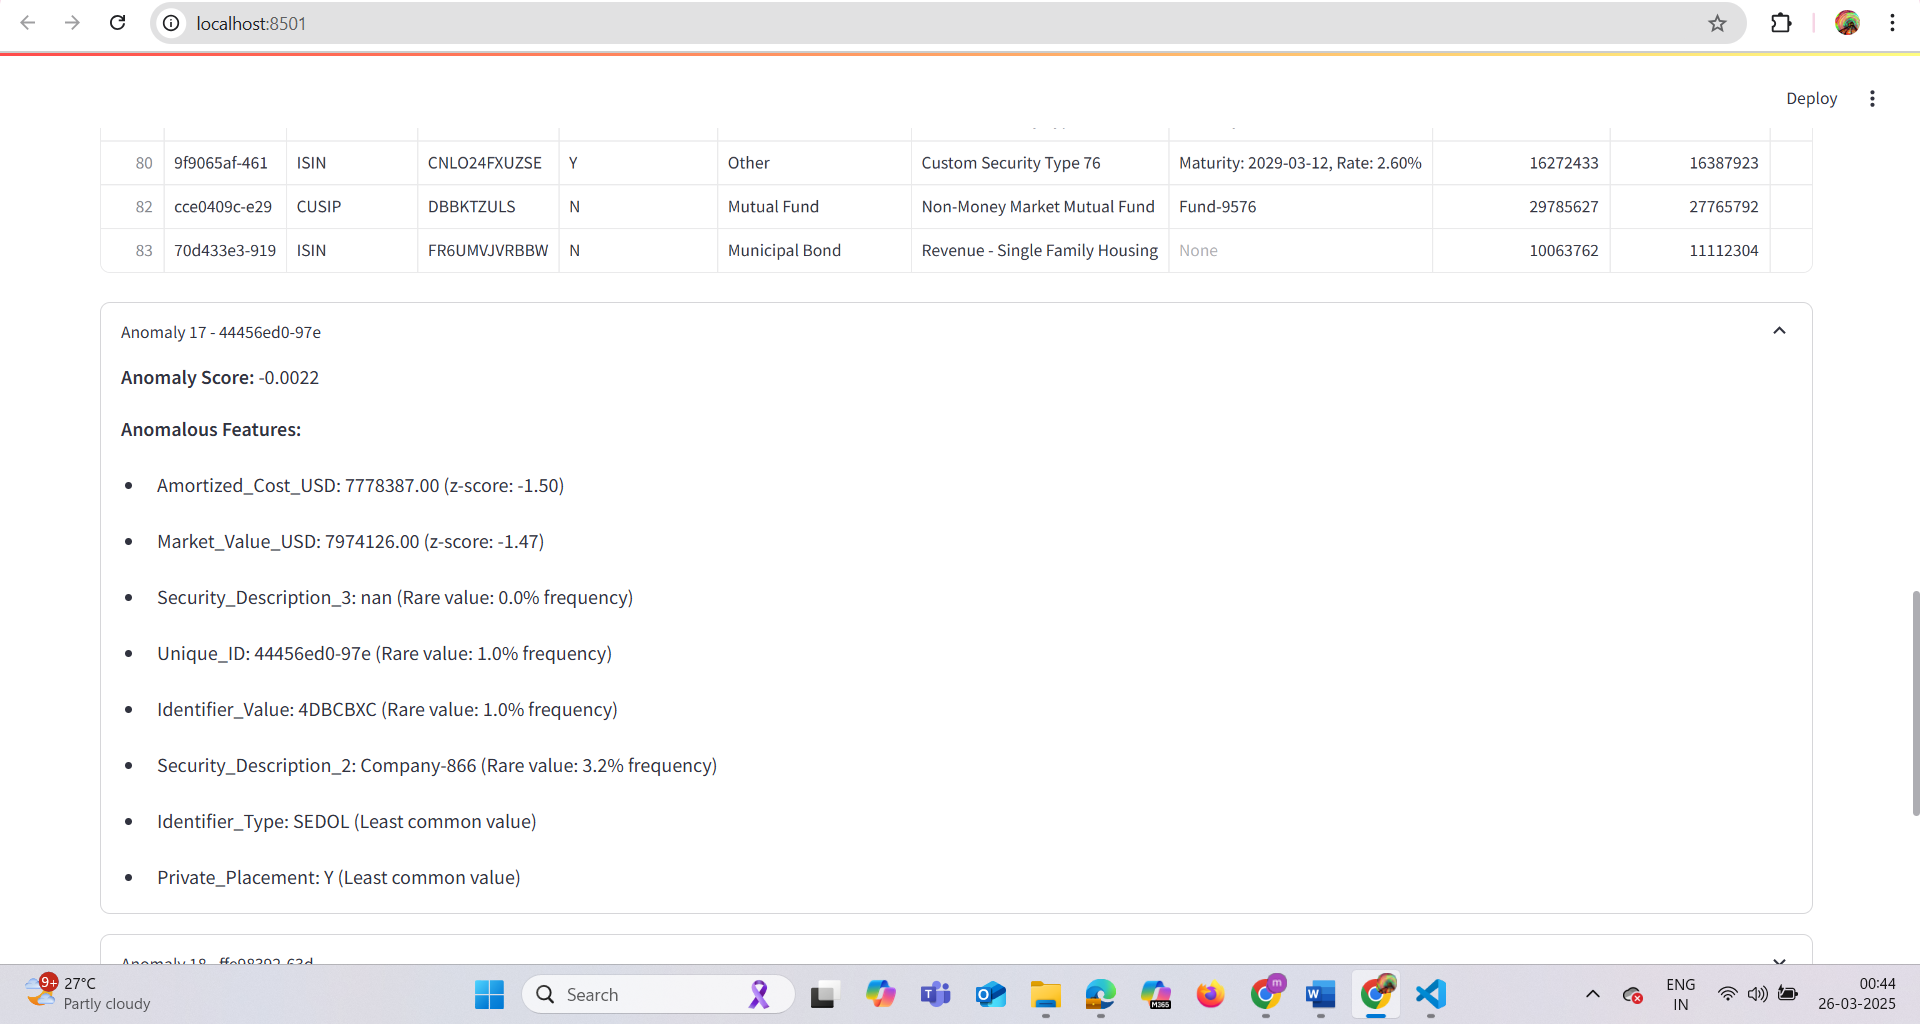 localhost:8501
Deploy
80 9f9065af-461 ISIN CNLO24FXUZSE Y Other Custom Security Type 76 Maturity: 2029-03-12, Rate: 2.60% 16272433 16387923
82 cce0409c-e29 CUSIP DBBKTZULS N Mutual Fund Non-Money Market Mutual Fund Fund-9576 29785627 27765792
83 70d433e3-919 ISIN FR6UMVJVRBBW N Municipal Bond Revenue - Single Family Housing None 10063762 11112304
Anomaly 17 - 44456ed0-97e
Anomaly Score: -0.0022
Anomalous Features:
Amortized_Cost_USD: 7778387.00 (z-score: -1.50)
Market_Value_USD: 7974126.00 (z-score: -1.47)
Security_Description_3: nan (Rare value: 0.0% frequency)
Unique_ID: 44456ed0-97e (Rare value: 1.0% frequency)
Identifier_Value: 4DBCBXC (Rare value: 1.0% frequency)
Security_Description_2: Company-866 (Rare value: 3.2% frequency)
Identifier_Type: SEDOL (Least common value)
Private_Placement: Y (Least common value)
Anomaly 18 - ffe98392-63d
9+
27°C
Partly cloudy
Search
M365
m
ENG
IN
00:44
26-03-2025